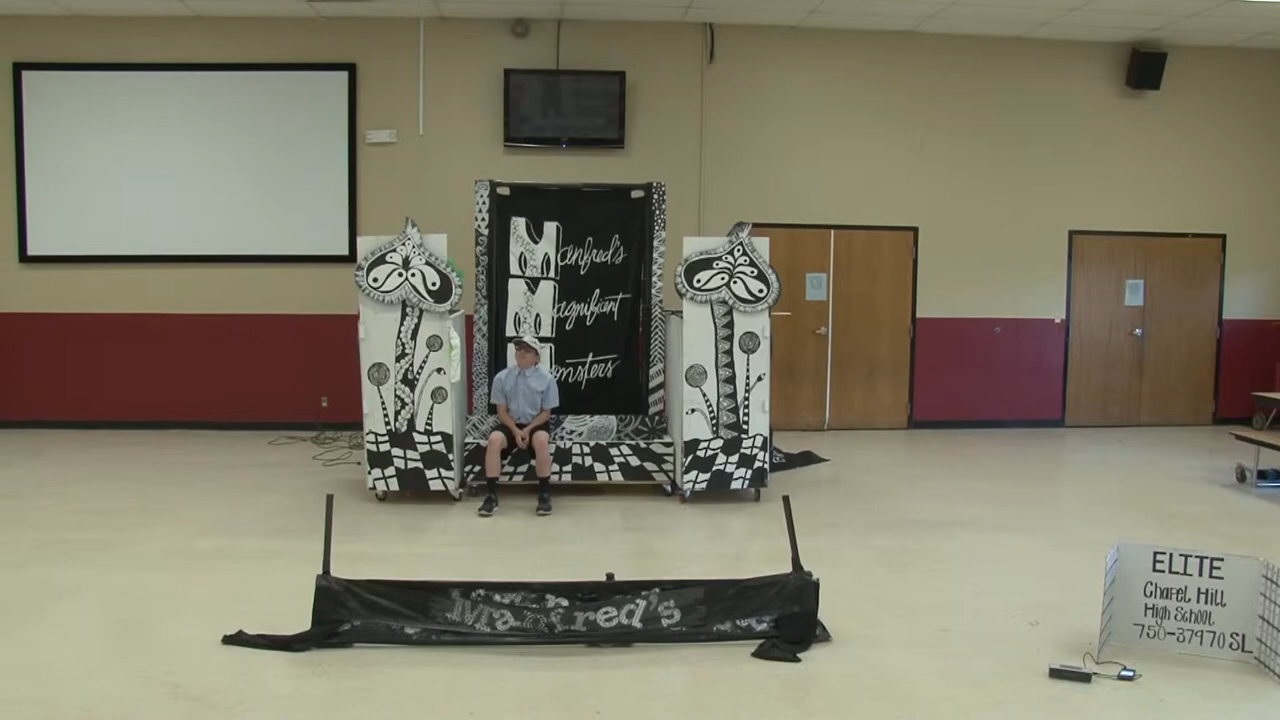 Manfred's
Magnificent
Monsters
Manfred's
ELITE
Chapel Hill
High School
750-37970 SL